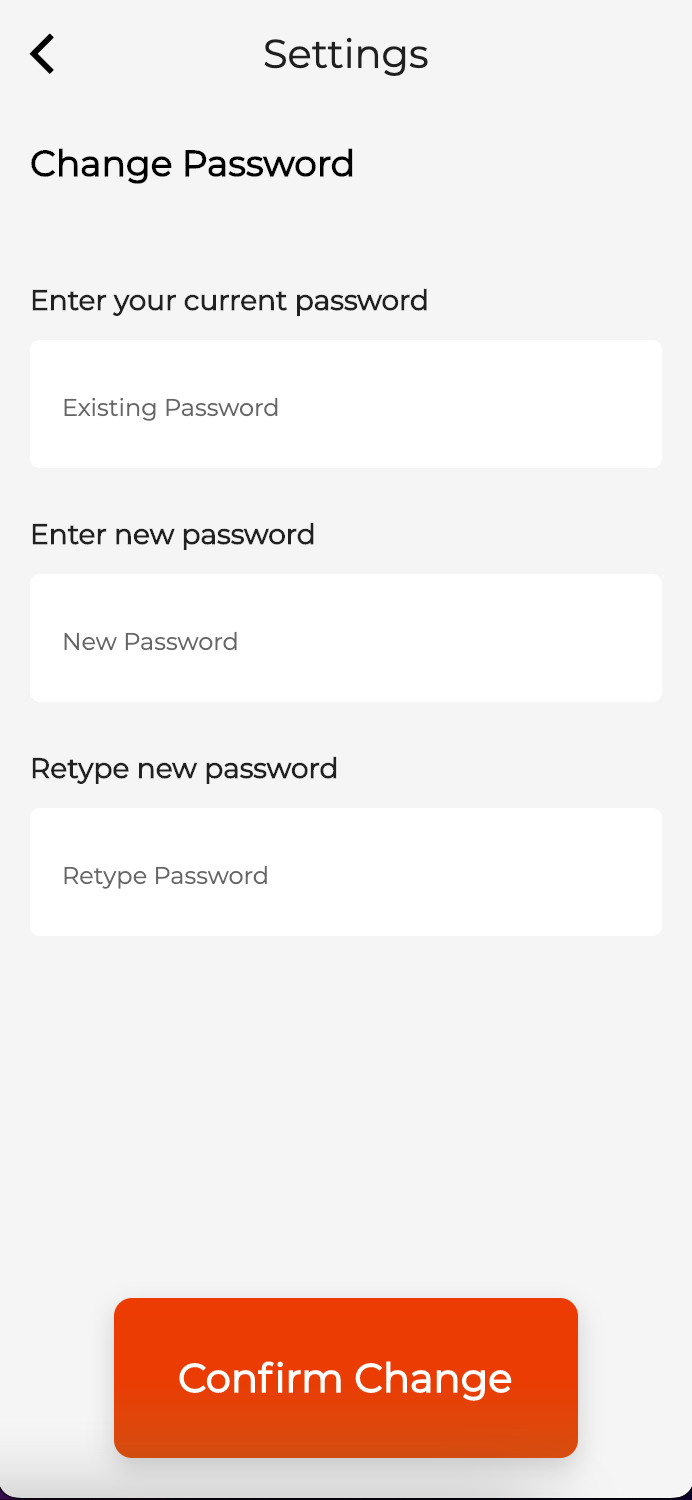 Settings
Change Password
Enter your current password
Existing Password
Enter new password
New Password
Retype new password
Retype Password
Confirm Change